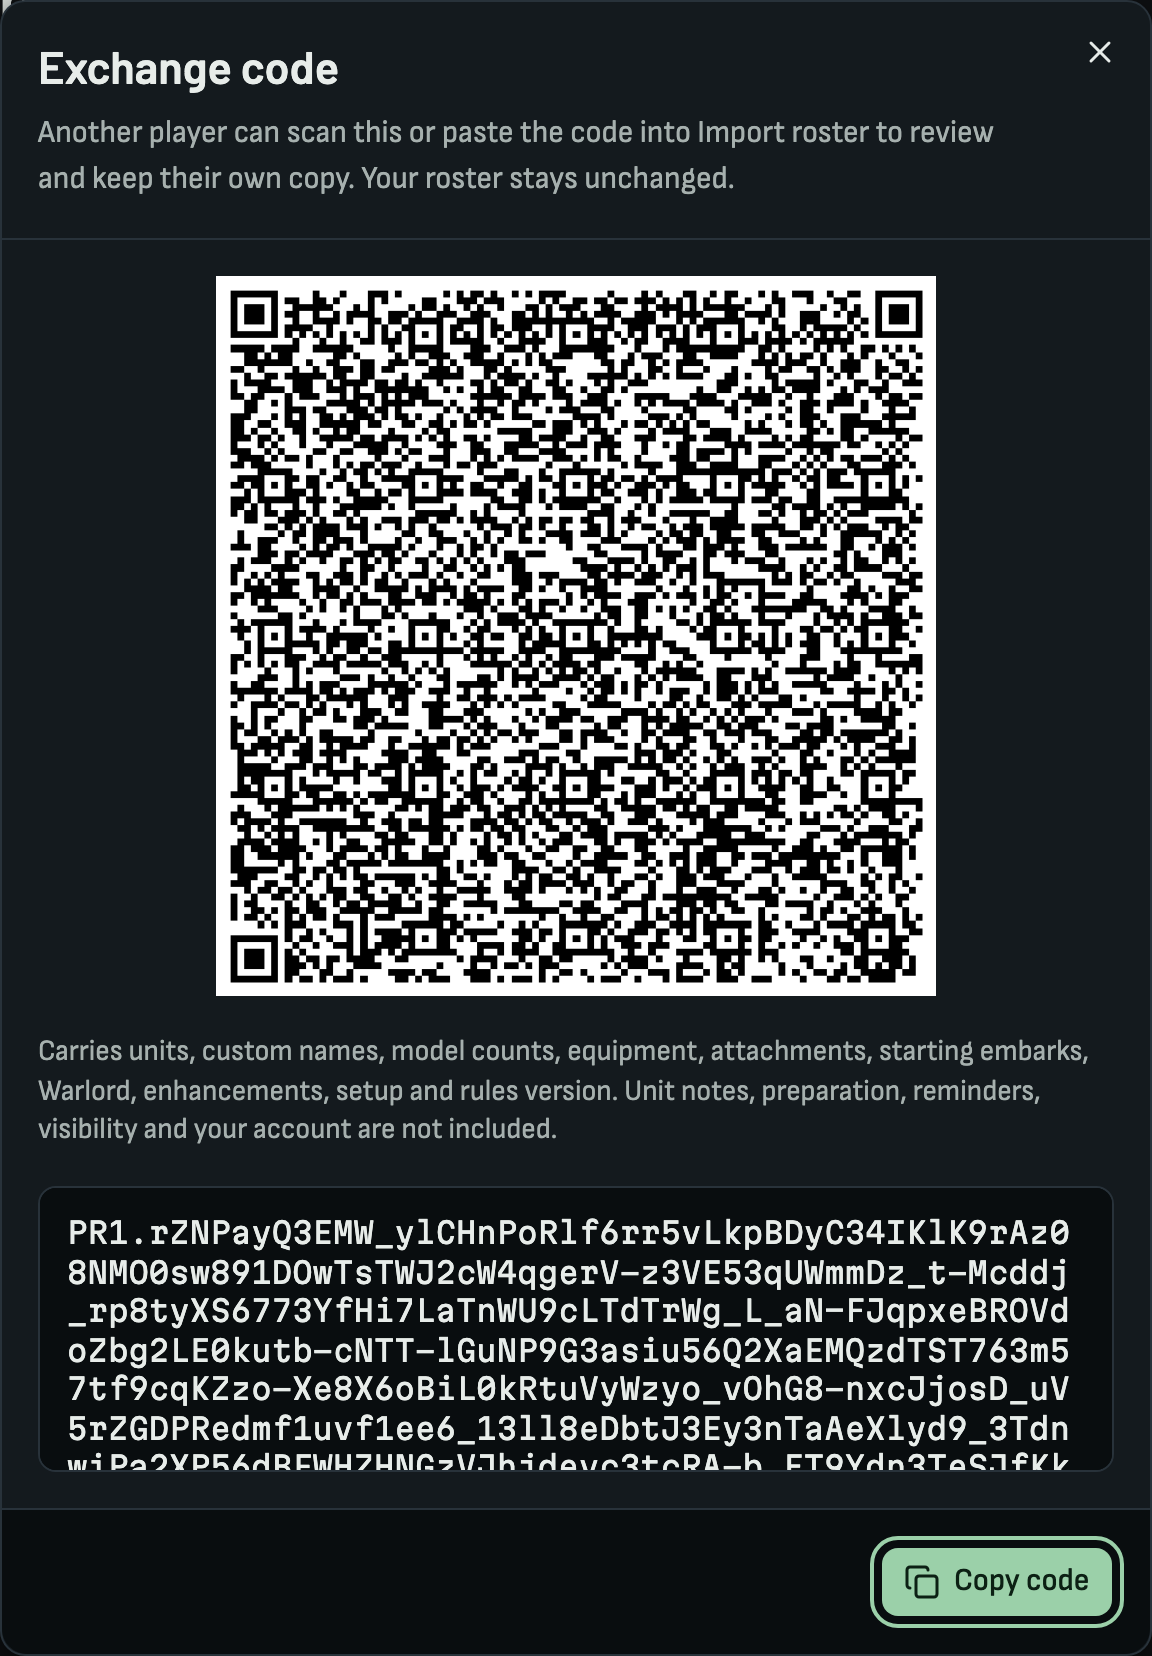 Exchange code
Another player can scan this or paste the code into Import roster to review
and keep their own copy. Your roster stays unchanged.
Carries units, custom names, model counts, equipment, attachments, starting embarks,
Warlord, enhancements, setup and rules version. Unit notes, preparation, reminders,
visibility and your account are not included.
PR1.rZNPayQ3EMW_ylCHnPoRlf6rr5vLkpBDyC34IKlK9rAz0
8NMO0sw891DOwTsTWJ2cW4qgerV-z3VE53qUWmmDz_t-Mcddj
_rp8tyXS6773YfHi7LaTnWU9cLTdTrWg_L_aN-FJqpxeBROVd
oZbg2LE0kutb-cNTT-lGuNP9G3asiu56Q2XaEMQzdTST763m5
7tf9cqKZzo-Xe8X6oBiL0kRtuVyWzyo_vOhG8-nxcJjosD_uV
5rZGDPRedmf1uvf1ee6_13ll8eDbtJ3Ey3nTaAeXlyd9_3Tdn
Copy code